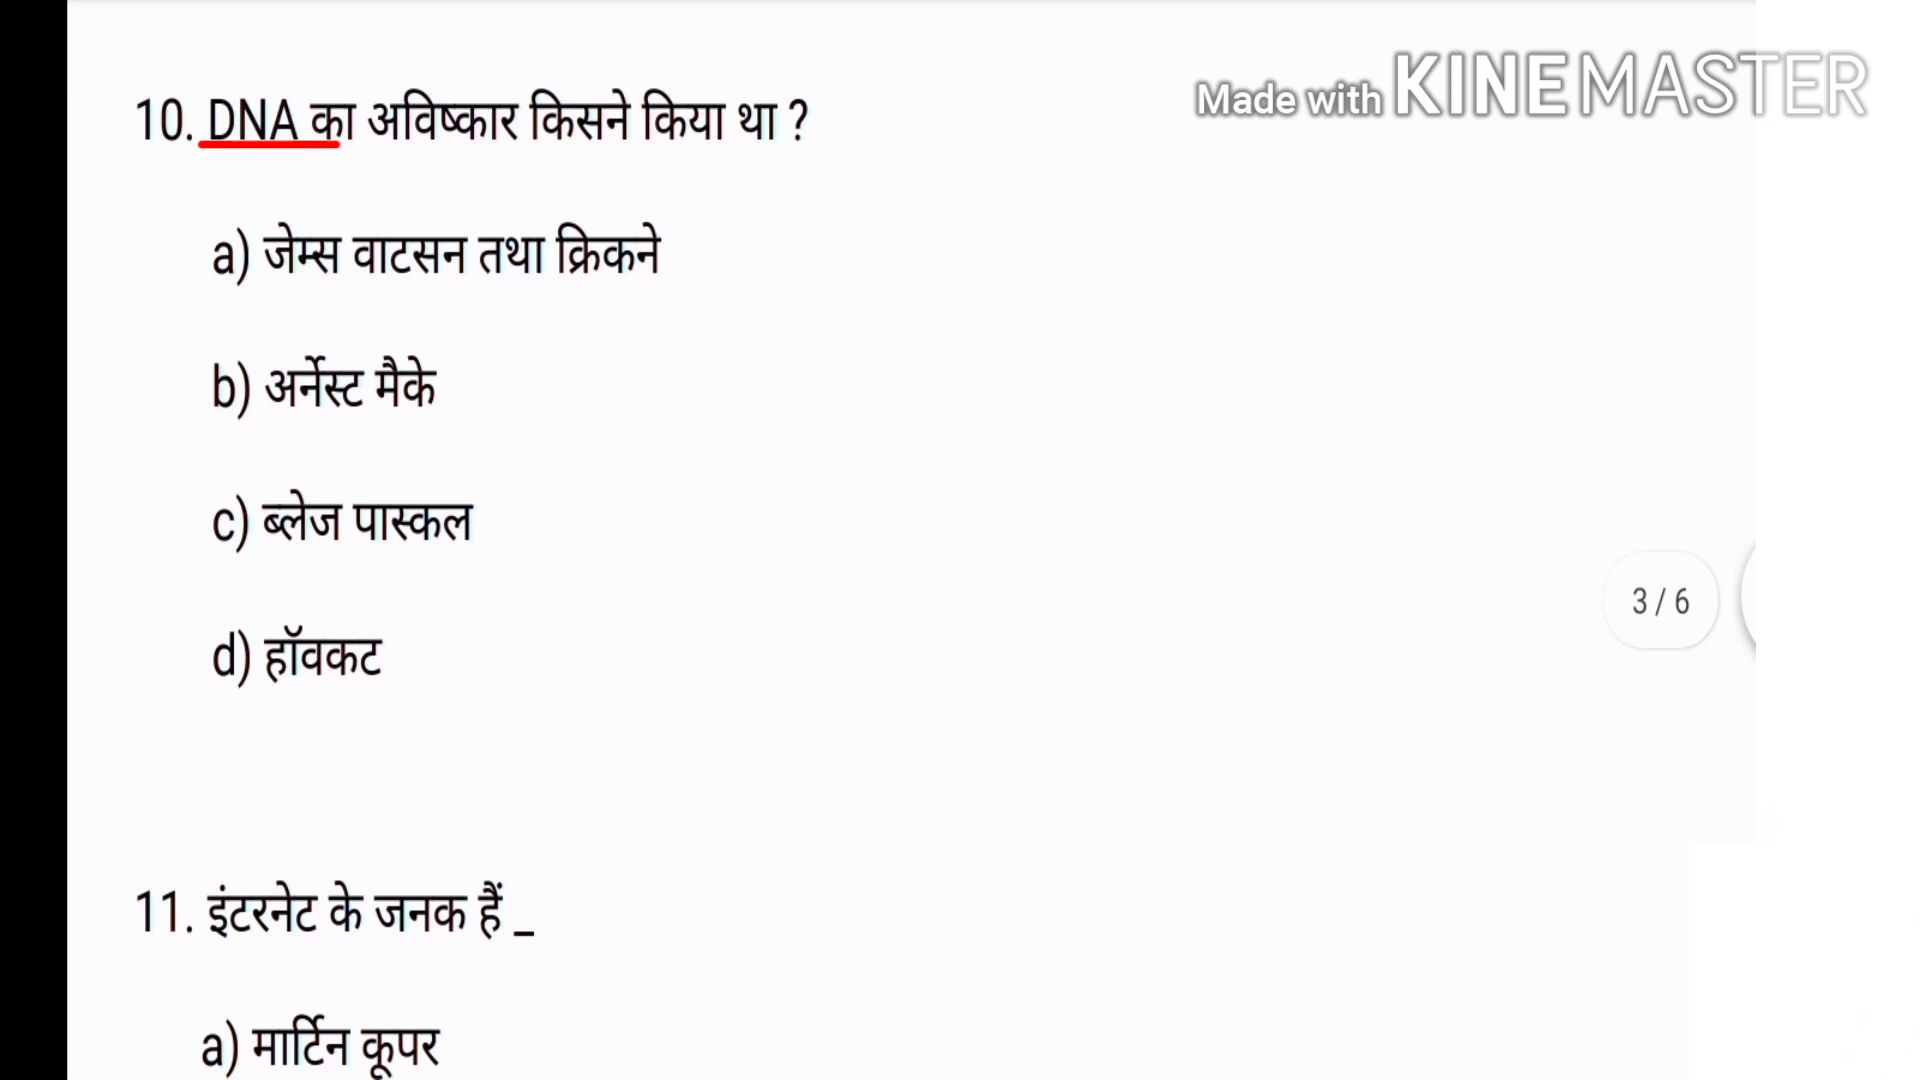 Made with KINEMASTER
10. DNA का अविष्कार किसने किया था ?
a) जेम्स वाटसन तथा क्रिकने
b) अर्नेस्ट मैके
c) ब्लेज पास्कल
d) हॉवकट
3 / 6
11. इंटरनेट के जनक हैं _
a) मार्टिन कूपर